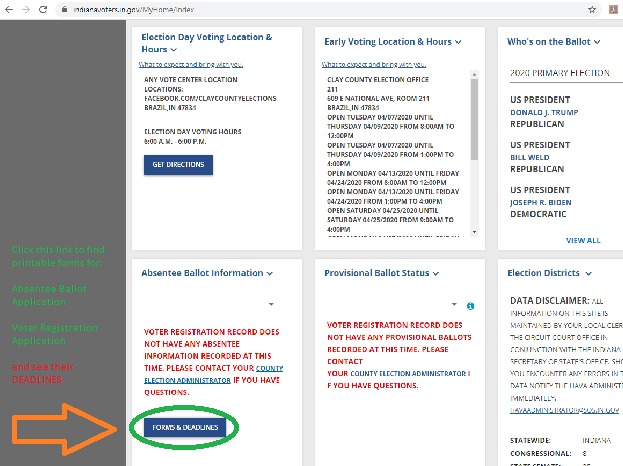 indianavoters.in.gov/MyHome/Index
Click this link to find
printable forms for:
Absentee Ballot
Application
Voter Registration
Application
and see their
DEADLINES
Election Day Voting Location &
Hours
What to expect and bring with you.
ANY VOTE CENTER LOCATION
LOCATIONS:
FACEBOOK.COM/CLAYCOUNTYELECTIONS
BRAZIL, IN 47834
ELECTION DAY VOTING HOURS
6:00 A.M. - 6:00 P.M.
GET DIRECTIONS
Early Voting Location & Hours
What to expect and bring with you.
CLAY COUNTY ELECTION OFFICE
211
609 E NATIONAL AVE, ROOM 211
BRAZIL, IN 47834
OPEN TUESDAY 04/07/2020 UNTIL
THURSDAY 04/09/2020 FROM 8:00AM TO
12:00PM
OPEN TUESDAY 04/07/2020 UNTIL
THURSDAY 04/09/2020 FROM 1:00PM TO
4:00PM
OPEN MONDAY 04/13/2020 UNTIL FRIDAY
04/24/2020 FROM 8:00AM TO 12:00PM
OPEN MONDAY 04/13/2020 UNTIL FRIDAY
04/24/2020 FROM 1:00PM TO 4:00PM
OPEN SATURDAY 04/25/2020 UNTIL
SATURDAY 04/25/2020 FROM 9:00AM TO
4:00PM
Who's on the Ballot
2020 PRIMARY ELECTION
US PRESIDENT
DONALD J. TRUMP
REPUBLICAN
US PRESIDENT
BILL WELD
REPUBLICAN
US PRESIDENT
JOSEPH R. BIDEN
DEMOCRATIC
VIEW ALL
Absentee Ballot Information
VOTER REGISTRATION RECORD DOES
NOT HAVE ANY ABSENTEE
INFORMATION RECORDED AT THIS
TIME. PLEASE CONTACT YOUR COUNTY
ELECTION ADMINISTRATOR IF YOU HAVE
QUESTIONS.
FORMS & DEADLINES
Provisional Ballot Status
VOTER REGISTRATION RECORD DOES
NOT HAVE ANY PROVISIONAL BALLOTS
RECORDED AT THIS TIME. PLEASE
CONTACT
YOUR COUNTY ELECTION ADMINISTRATOR I
F YOU HAVE QUESTIONS.
Election Districts
DATA DISCLAIMER: ALL
INFORMATION ON THIS SITE IS
MAINTAINED BY YOUR LOCAL CLER
THE CIRCUIT COURT OFFICE IN
CONJUNCTION WITH THE INDIANA
SECRETARY OF STATE'S OFFICE. SHO
YOU ENCOUNTER ANY ERRORS IN T
DATA NOTIFY THE HAVA ADMINIST
IMMEDIATELY.
HAVAADMINISTRATOR@SOS.IN.GOV
STATEWIDE: INDIANA
CONGRESSIONAL: 8